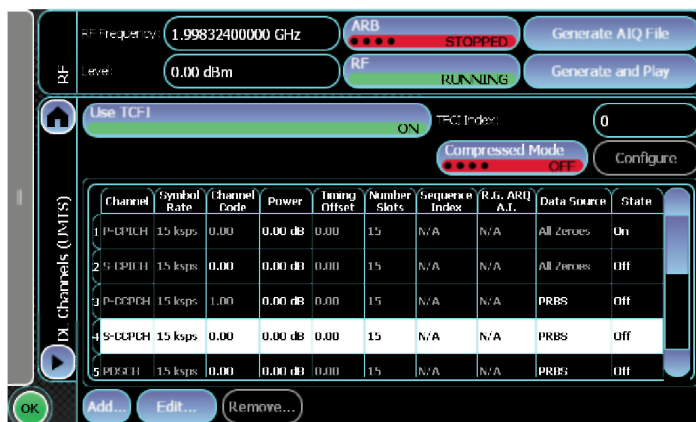 RF
RF Frequency: 1.99832400000 GHz
ARB STOPPED
Generate AIQ File
Level: 0.00 dBm
RF RUNNING
Generate and Play
DL Channels (UMTS)
Use TCFI ON
TFCI Index: 0
Compressed Mode OFF
Configure
Channel Symbol Rate Channel Code Power Timing Offset Number Slots Sequence Index R.G. ARQ A.I. Data Source State
1 P-CPICH 15 ksps 0.00 0.00 dB 0.00 15 N/A N/A All Zeroes On
2 S-CPICH 15 ksps 0.00 0.00 dB 0.00 15 N/A N/A All Zeroes Off
3 P-CCPCH 15 ksps 1.00 0.00 dB 0.00 15 N/A N/A PRBS Off
4 S-CCPCH 15 ksps 0.00 0.00 dB 0.00 15 N/A N/A PRBS Off
5 PDSCH 15 ksps 0.00 0.00 dB 0.00 15 N/A N/A PRBS Off
OK
Add... Edit... Remove...